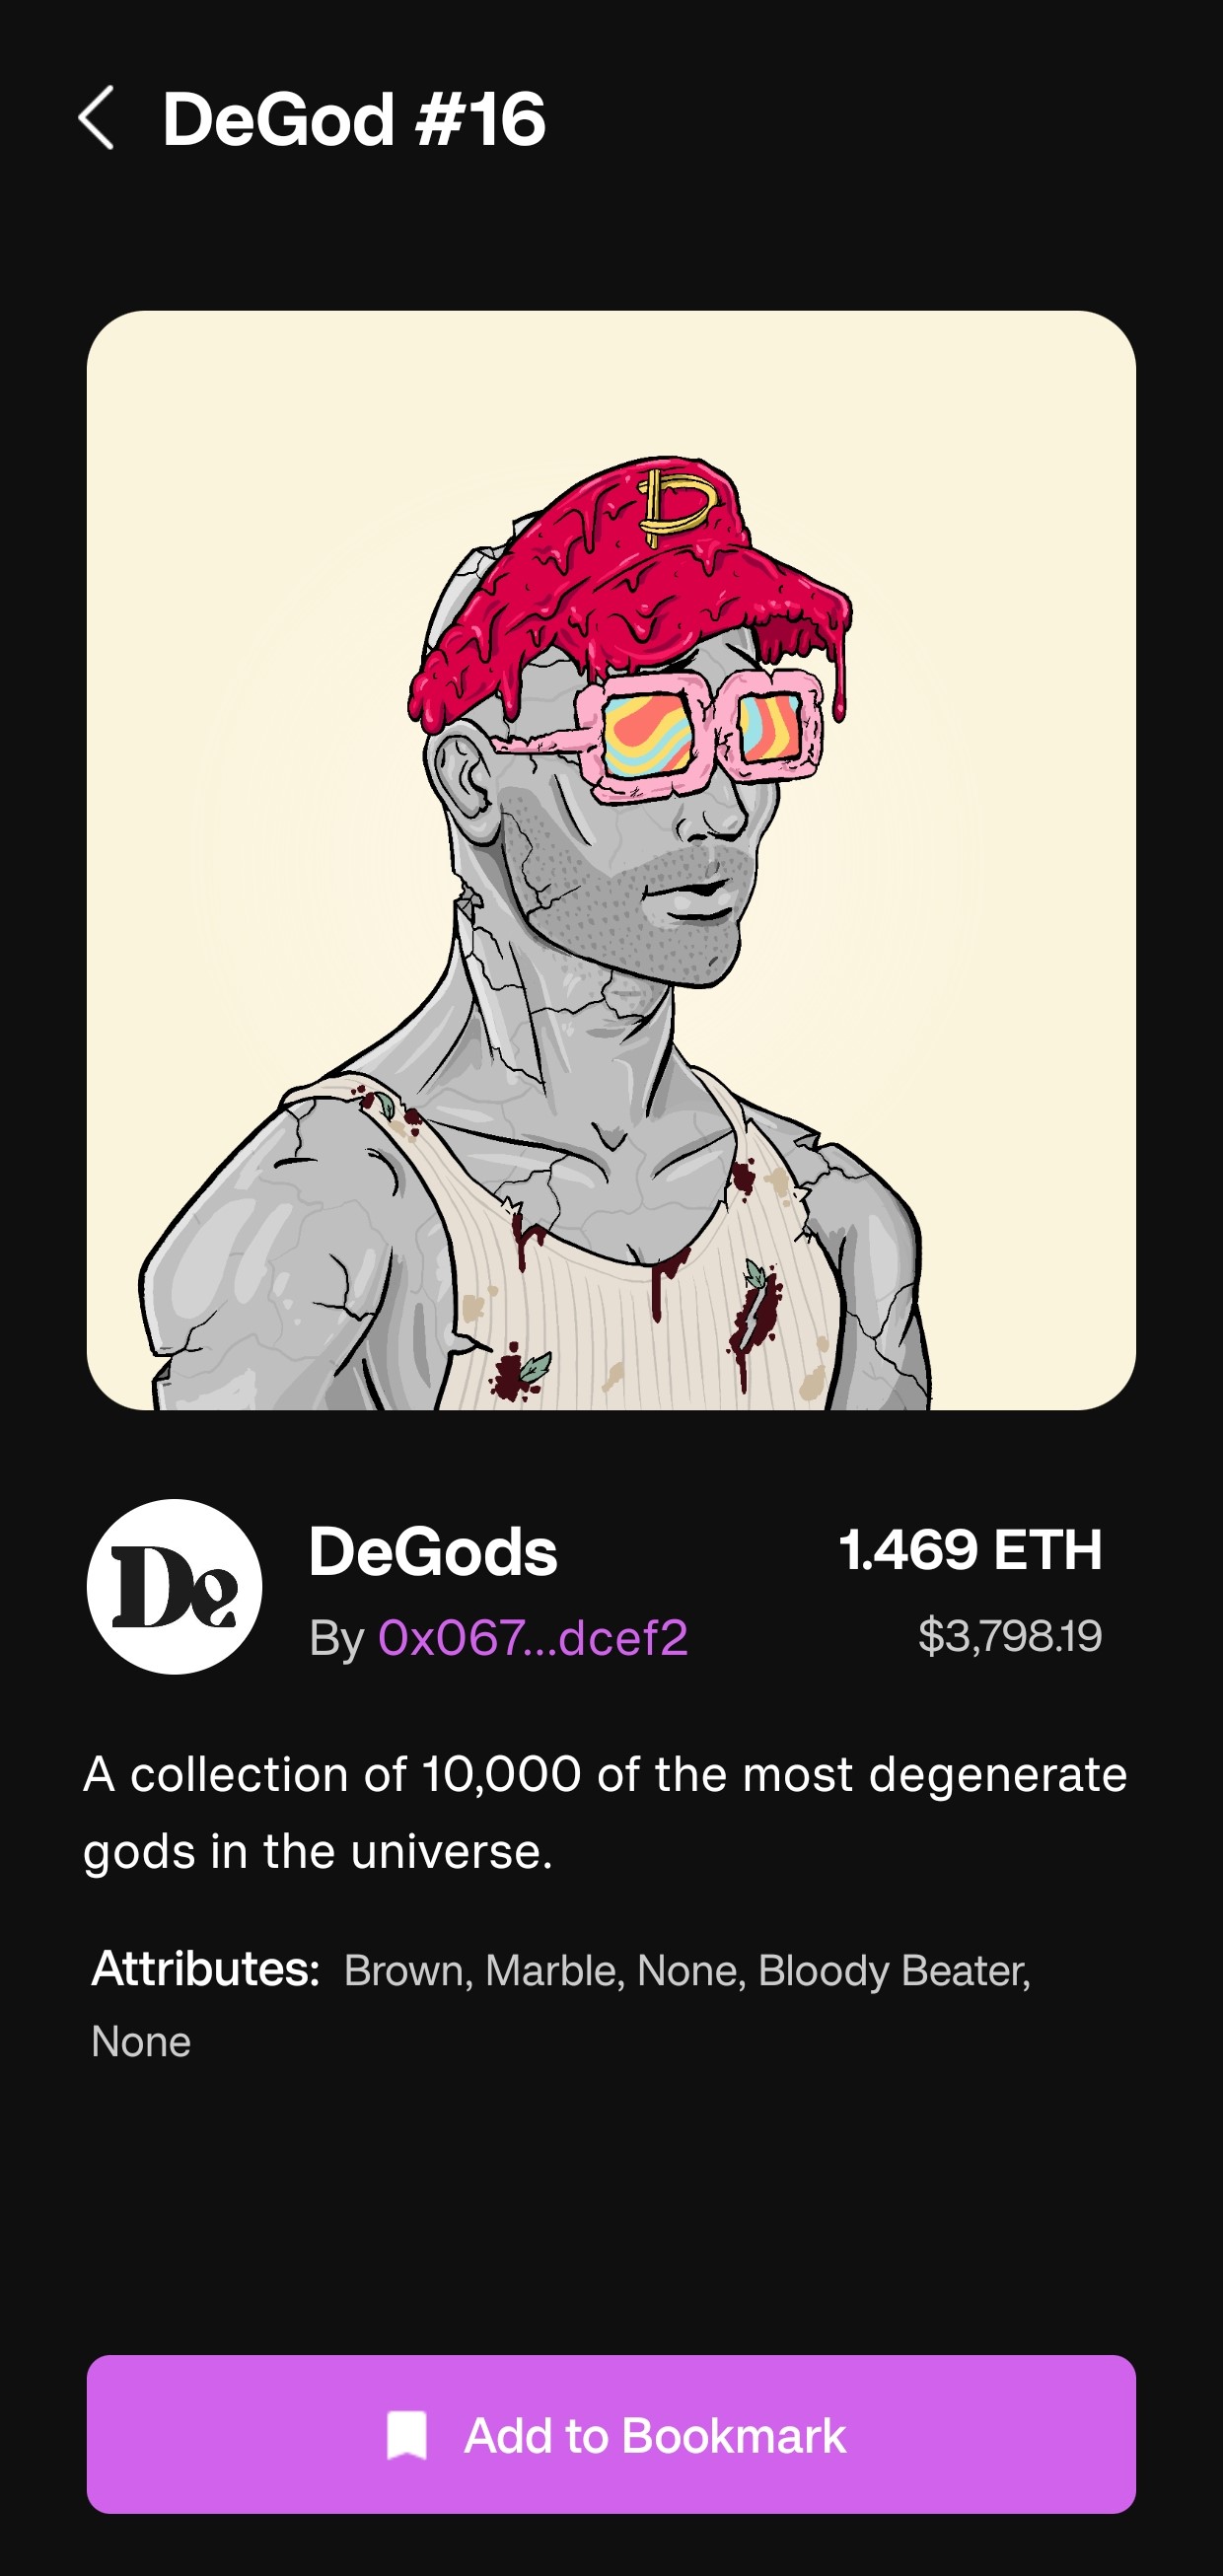 DeGod #16
D
De
DeGods
1.469 ETH
By 0x067...dcef2
$3,798.19
A collection of 10,000 of the most degenerate
gods in the universe.
Attributes: Brown, Marble, None, Bloody Beater,
None
Add to Bookmark